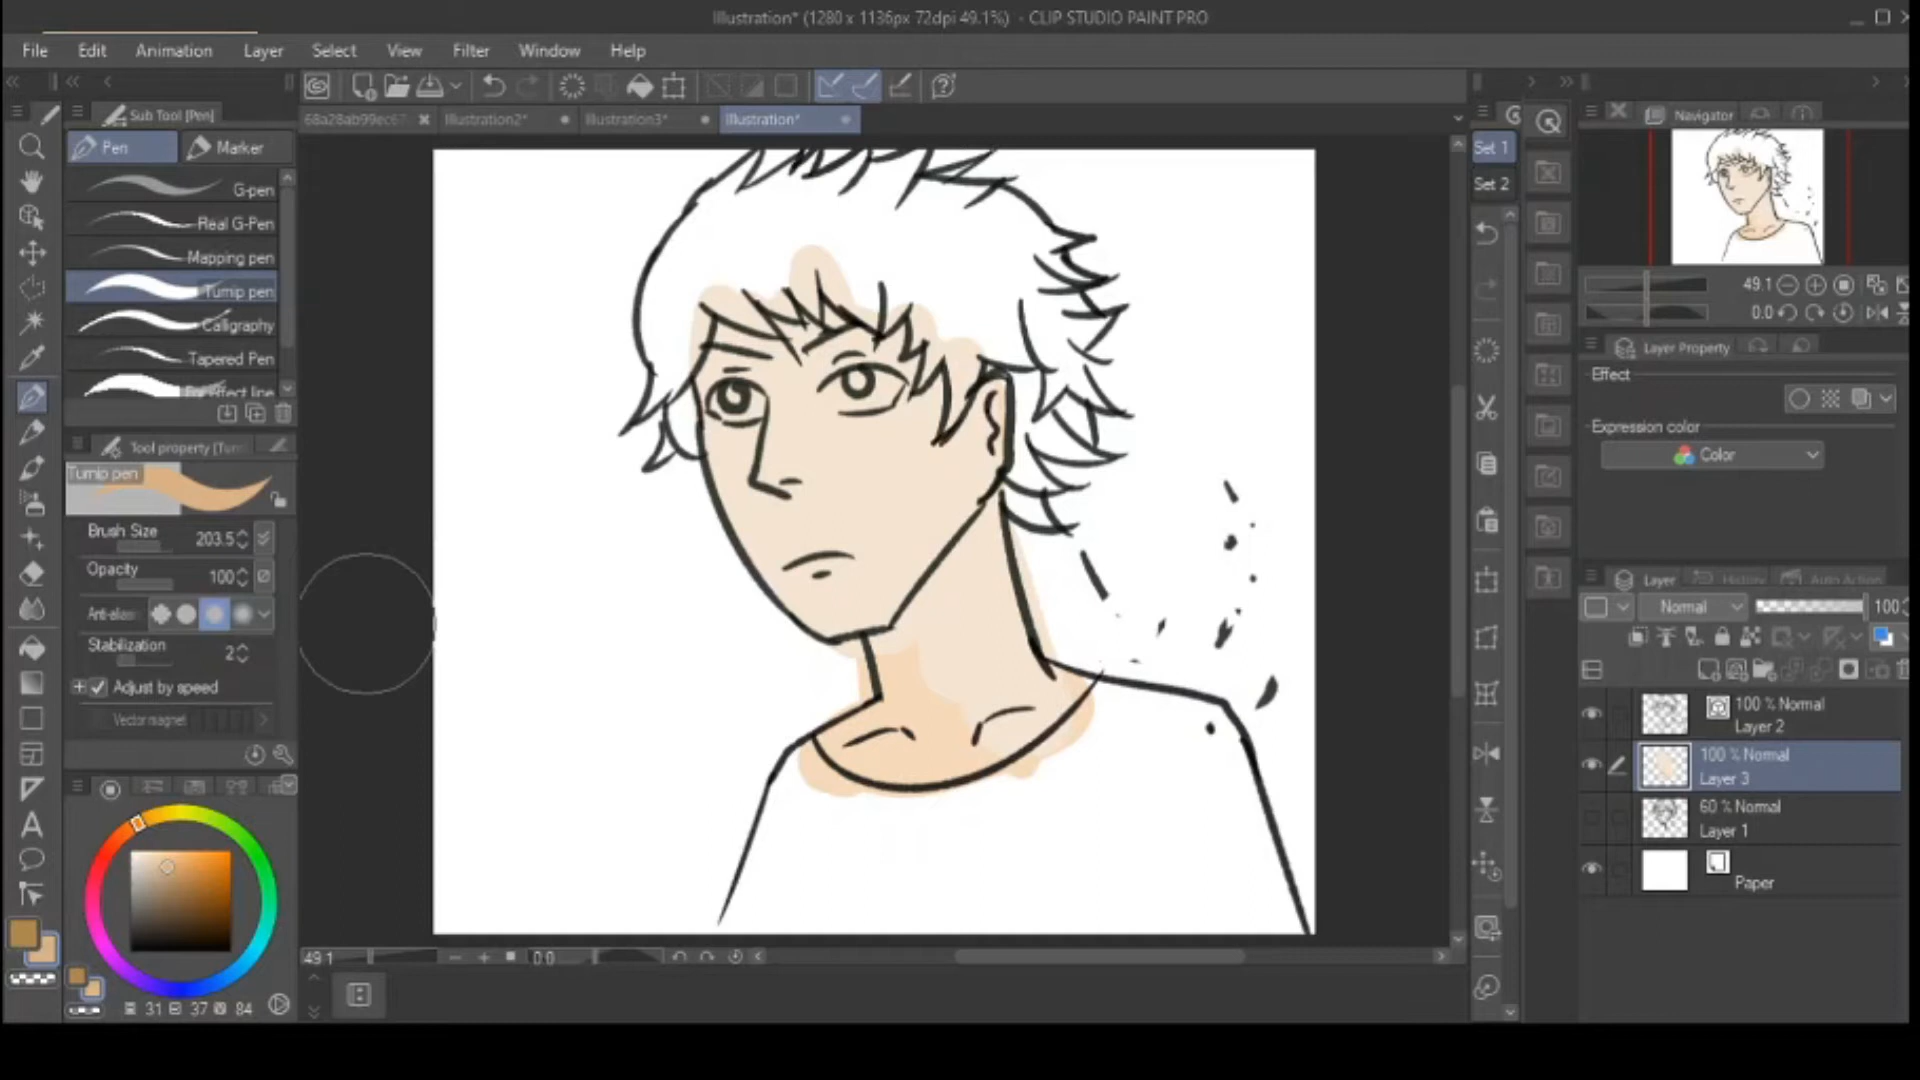 Illustration* (1280 x 1136px 72dpi 49.1%) - CLIP STUDIO PAINT PRO
File Edit Animation Layer Select View Filter Window Help
Sub Tool [Pen]
68a28ab99ec67 Illustration2* Illustration3* Illustration*
Pen Marker
G-pen
Real G-Pen
Mapping pen
Turnip pen
Calligraphy
Tapered Pen
For effect line
Tool property [Turn
Turnip pen
Brush Size 203.5
Opacity 100
Anti-alias
Stabilization 2
Adjust by speed
Vector magnet
31 37 84
49.1 0.0
Set 1
Set 2
Navigator
49.1
0.0
Layer Property
Effect
Expression color
Color
Layer History Auto Action
Normal 100
100 % Normal
Layer 2
100 % Normal
Layer 3
60 % Normal
Layer 1
Paper